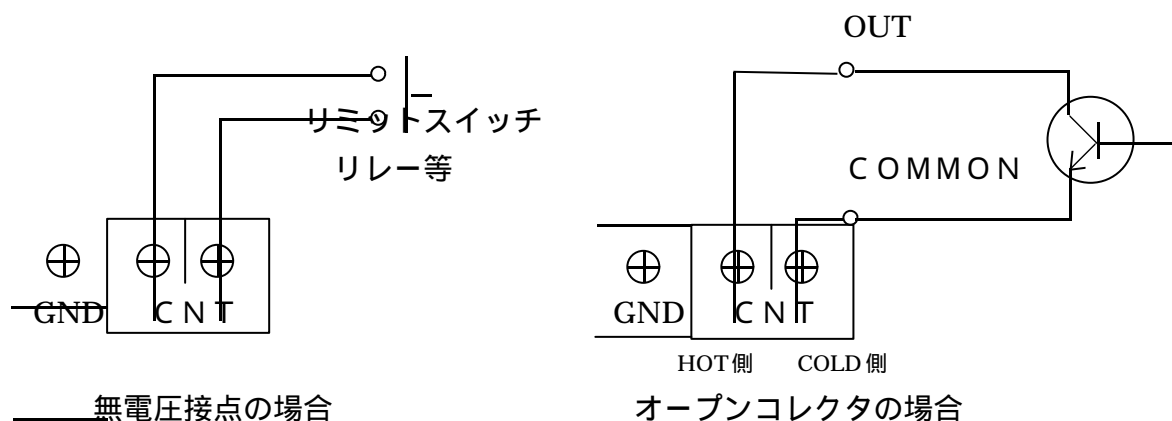 リミットスイッチ
リレー等
GND
ＣＮＴ
無電圧接点の場合
OUT
ＣＯＭＭＯＮ
GND
ＣＮＴ
HOT側 COLD側
オープンコレクタの場合